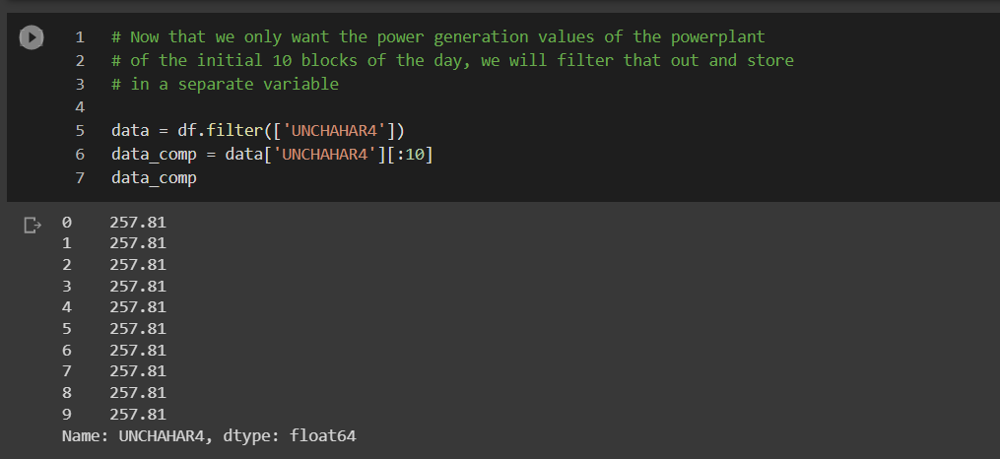 1 # Now that we only want the power generation values of the powerplant
2 # of the initial 10 blocks of the day, we will filter that out and store
3 # in a separate variable
4
5 data = df.filter(['UNCHAHAR4'])
6 data_comp = data['UNCHAHAR4'][:10]
7 data_comp
0 257.81
1 257.81
2 257.81
3 257.81
4 257.81
5 257.81
6 257.81
7 257.81
8 257.81
9 257.81
Name: UNCHAHAR4, dtype: float64